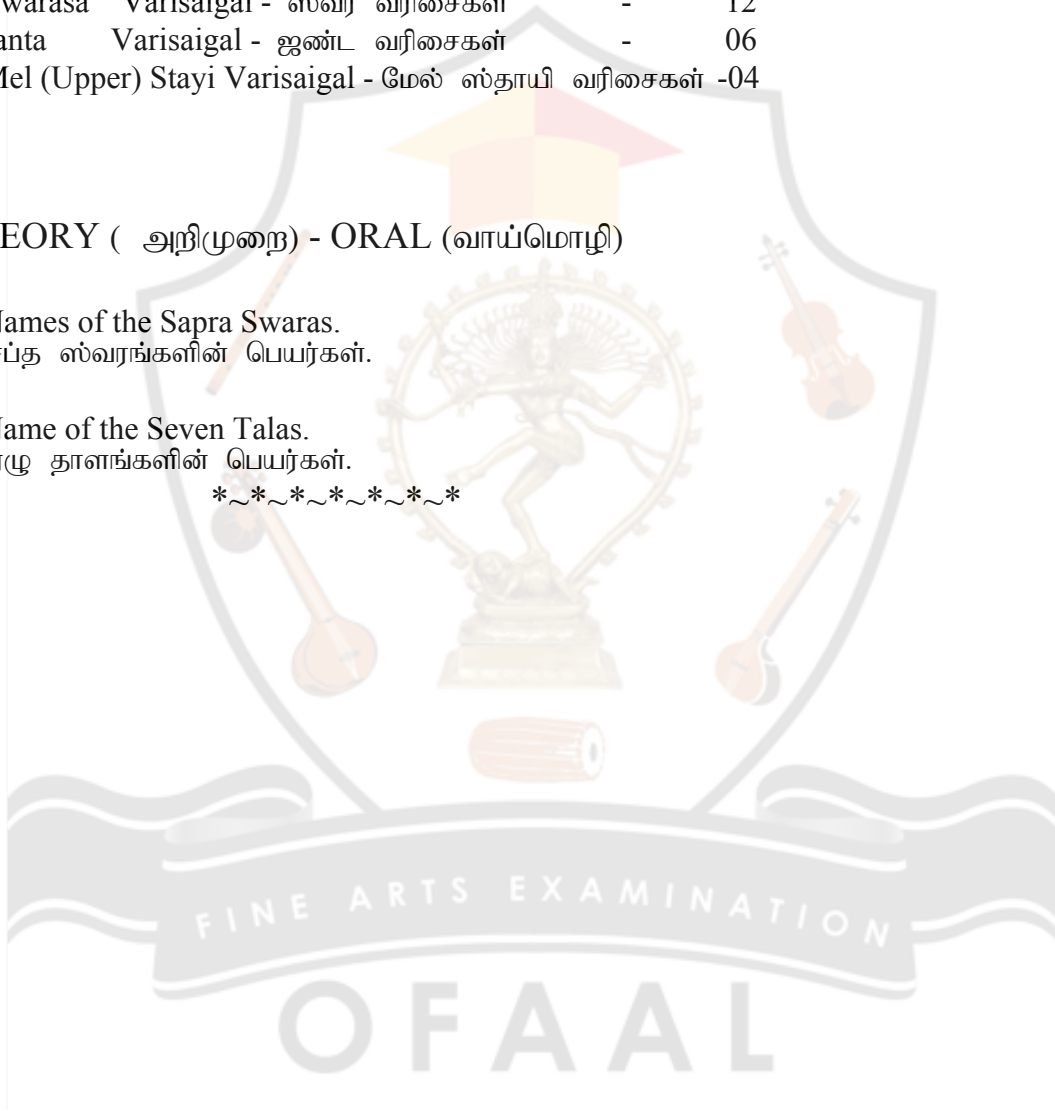 warasa Varisaigal - ஸ்வர வரிசைகள் - 12
anta Varisaigal - ஜண்ட வரிசைகள் - 06
Mel (Upper) Stayi Varisaigal - மேல் ஸ்தாயி வரிசைகள் -04
EORY ( அறிமுறை) - ORAL (வாய்மொழி)
Names of the Sapra Swaras.
சப்த ஸ்வரங்களின் பெயர்கள்.
Name of the Seven Talas.
ஏழு தாளங்களின் பெயர்கள்.
*~*~*~*~*~*~*
FINE ARTS EXAMINATION
OFAAL